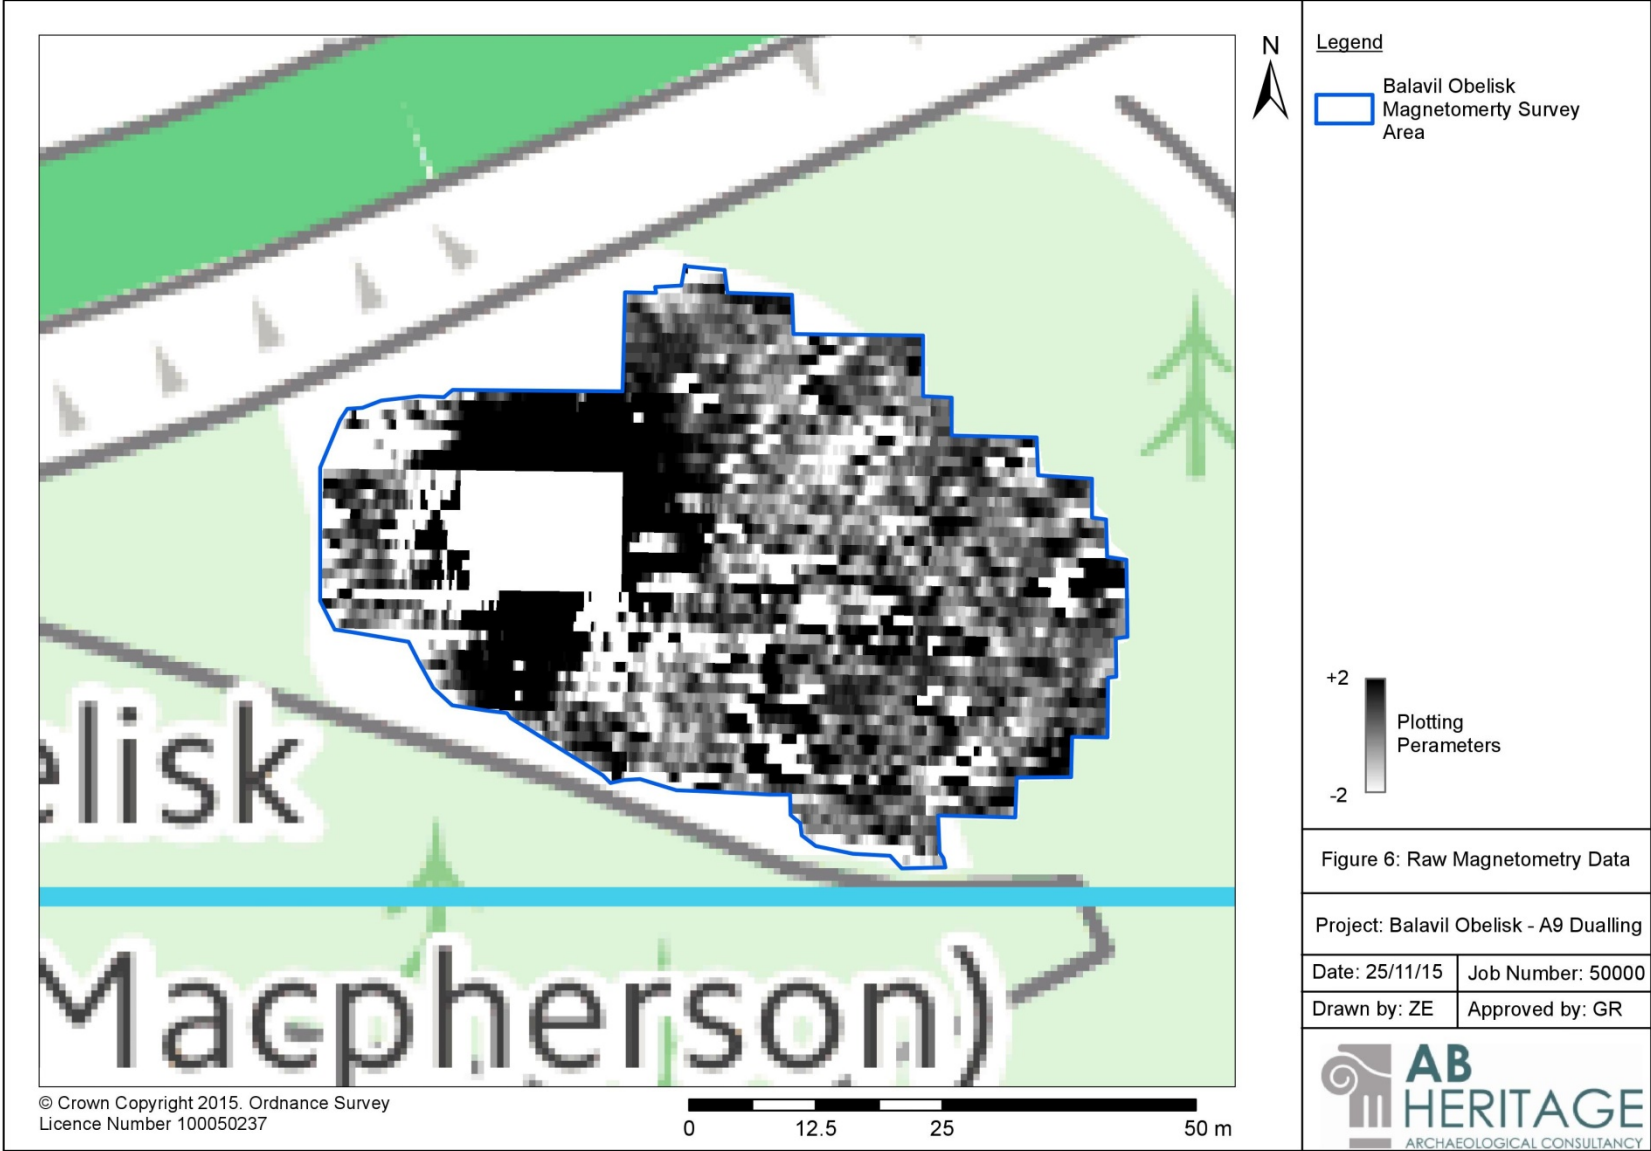 N
elisk
Macpherson)
© Crown Copyright 2015. Ordnance Survey
Licence Number 100050237
0 12.5 25 50 m
Legend
Balavil Obelisk
Magnetomerty Survey
Area
+2
Plotting
Perameters
-2
Figure 6: Raw Magnetometry Data
Project: Balavil Obelisk - A9 Dualling
Date: 25/11/15 Job Number: 50000
Drawn by: ZE Approved by: GR
AB
HERITAGE
ARCHAEOLOGICAL CONSULTANCY